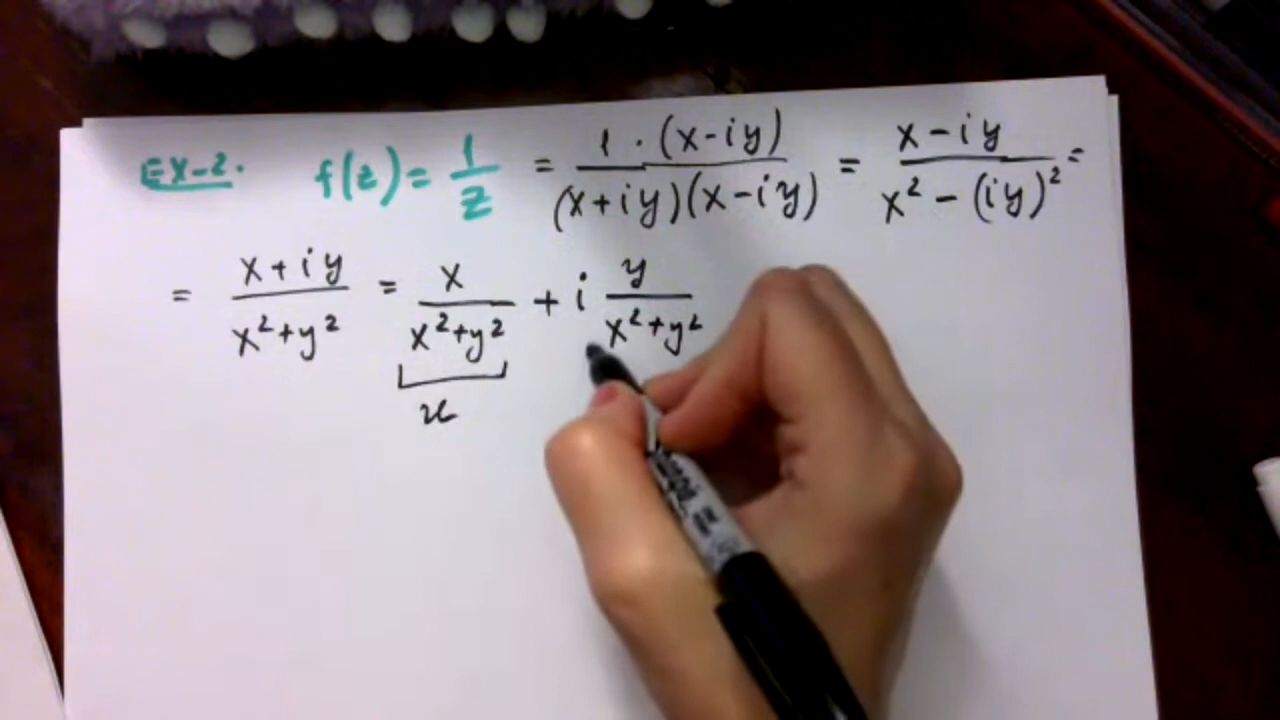 EX-2. f(z) = 1/z = 1·(x-iy)/(x+iy)(x-iy) = x-iy/x²-(iy)² =
= x+iy/x²+y² = x/x²+y² + i y/x²+y²
u